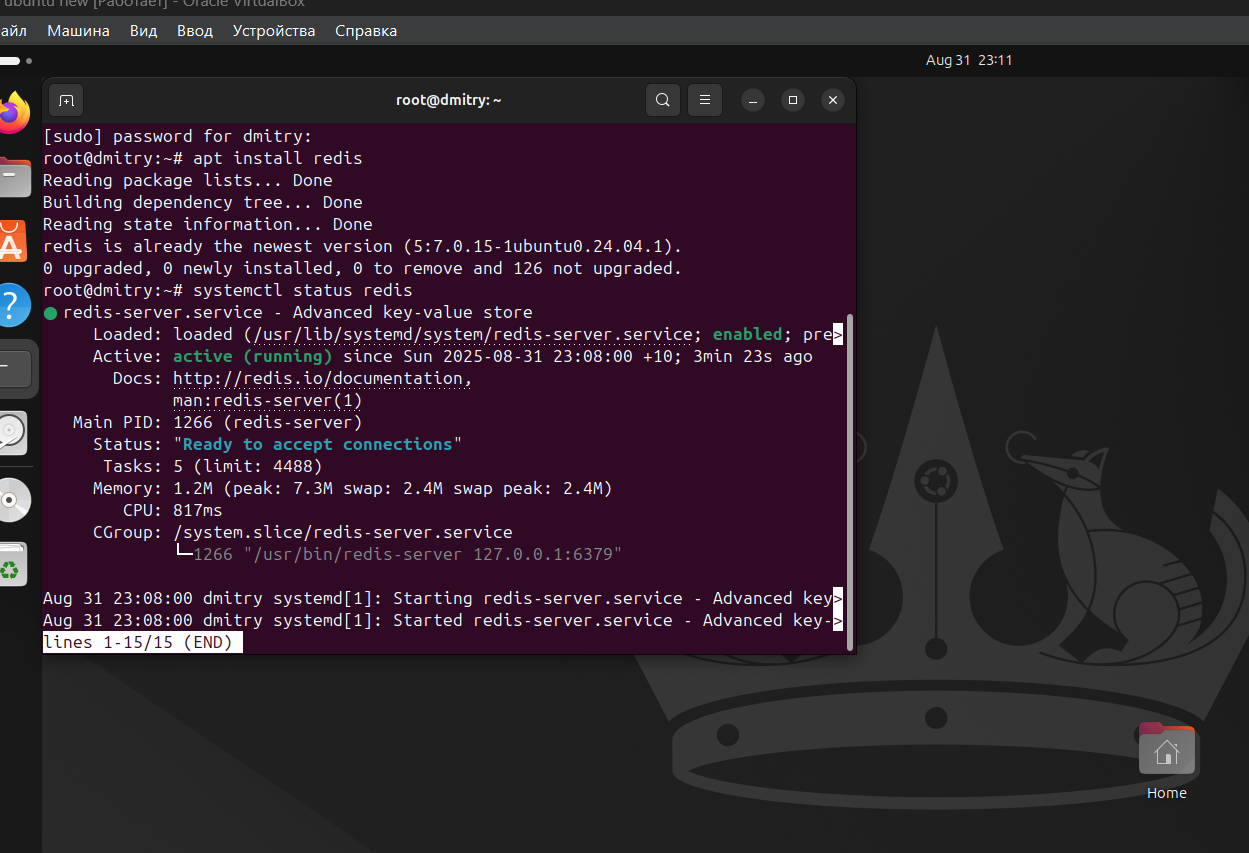 ubuntu new [Работает] - Oracle VirtualBox
айл Машина Вид Ввод Устройства Справка
Aug 31 23:11
root@dmitry: ~
[sudo] password for dmitry:
root@dmitry:~# apt install redis
Reading package lists... Done
Building dependency tree... Done
Reading state information... Done
redis is already the newest version (5:7.0.15-1ubuntu0.24.04.1).
0 upgraded, 0 newly installed, 0 to remove and 126 not upgraded.
root@dmitry:~# systemctl status redis
● redis-server.service - Advanced key-value store
Loaded: loaded (/usr/lib/systemd/system/redis-server.service; enabled; pre>
Active: active (running) since Sun 2025-08-31 23:08:00 +10; 3min 23s ago
Docs: http://redis.io/documentation,
man:redis-server(1)
Main PID: 1266 (redis-server)
Status: "Ready to accept connections"
Tasks: 5 (limit: 4488)
Memory: 1.2M (peak: 7.3M swap: 2.4M swap peak: 2.4M)
CPU: 817ms
CGroup: /system.slice/redis-server.service
└─1266 "/usr/bin/redis-server 127.0.0.1:6379"
Aug 31 23:08:00 dmitry systemd[1]: Starting redis-server.service - Advanced key>
Aug 31 23:08:00 dmitry systemd[1]: Started redis-server.service - Advanced key->
lines 1-15/15 (END)
Home